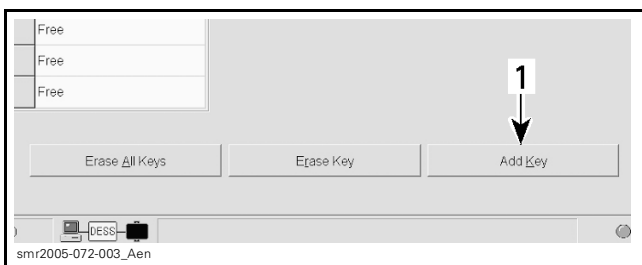 Free
Free
Free
1
Erase All Keys
Erase Key
Add Key
DESS
smr2005-072-003_Aen